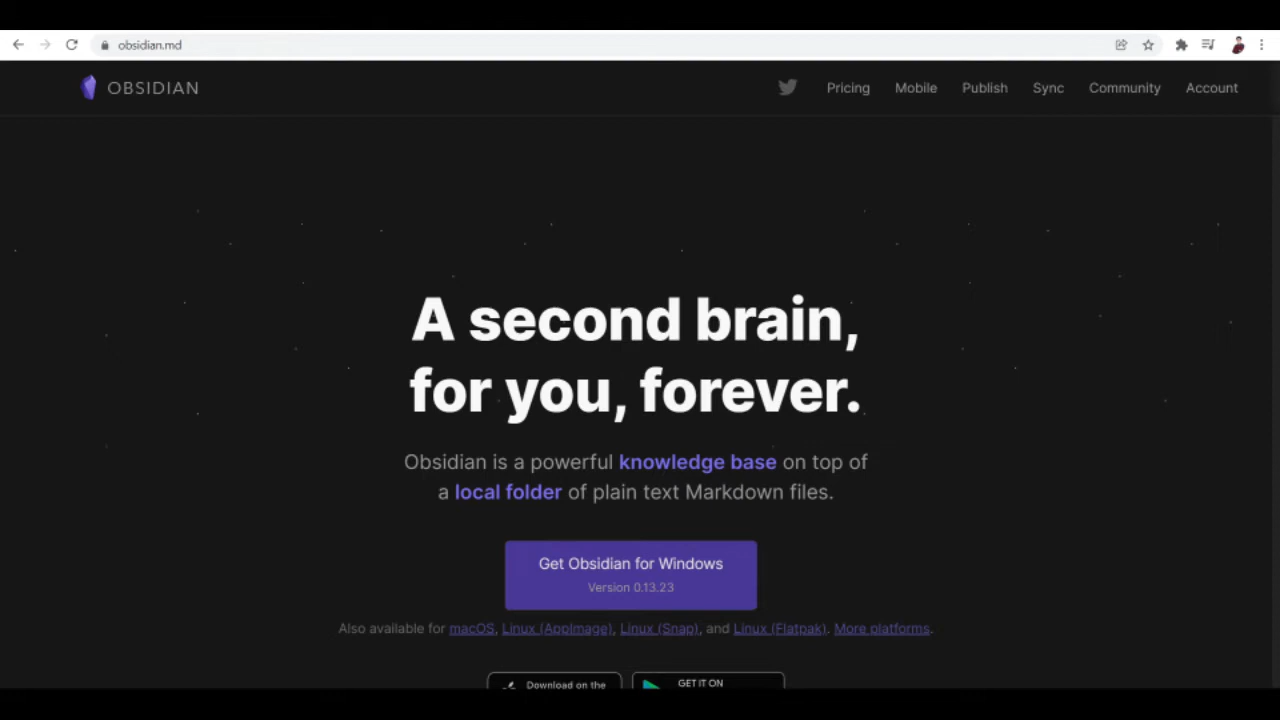 obsidian.md
OBSIDIAN
Pricing Mobile Publish Sync Community Account
A second brain,
for you, forever.
Obsidian is a powerful knowledge base on top of
a local folder of plain text Markdown files.
Get Obsidian for Windows
Version 0.13.23
Also available for macOS, Linux (AppImage), Linux (Snap), and Linux (Flatpak). More platforms.
Download on the GET IT ON